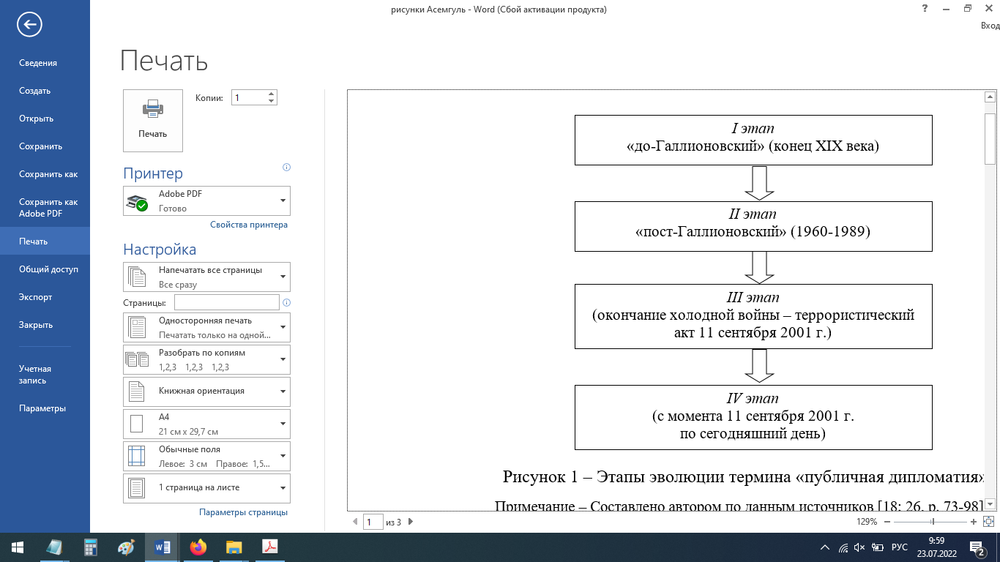 рисунки Асемгуль - Word (Сбой активации продукта)
?
Вход
Сведения
Создать
Открыть
Сохранить
Сохранить как
Сохранить как
Adobe PDF
Печать
Общий доступ
Экспорт
Закрыть
Учетная
запись
Параметры
Печать
Печать
Копии: 1
Принтер
Adobe PDF
Готово
Свойства принтера
Настройка
Напечатать все страницы
Все сразу
Страницы:
Односторонняя печать
Печатать только на одной...
Разобрать по копиям
1,2,3 1,2,3 1,2,3
Книжная ориентация
A4
21 см x 29,7 см
Обычные поля
Левое: 3 см Правое: 1,5...
1 страница на листе
Параметры страницы
I этап
«до-Галлионовский» (конец XIX века)
II этап
«пост-Галлионовский» (1960-1989)
III этап
(окончание холодной войны – террористический
акт 11 сентября 2001 г.)
IV этап
(с момента 11 сентября 2001 г.
по сегодняшний день)
Рисунок 1 – Этапы эволюции термина «публичная дипломатия»
Примечание – Составлено автором по данным источников [18; 26, p. 73-98]
1 из 3
129%
РУС
9:59
23.07.2022
2